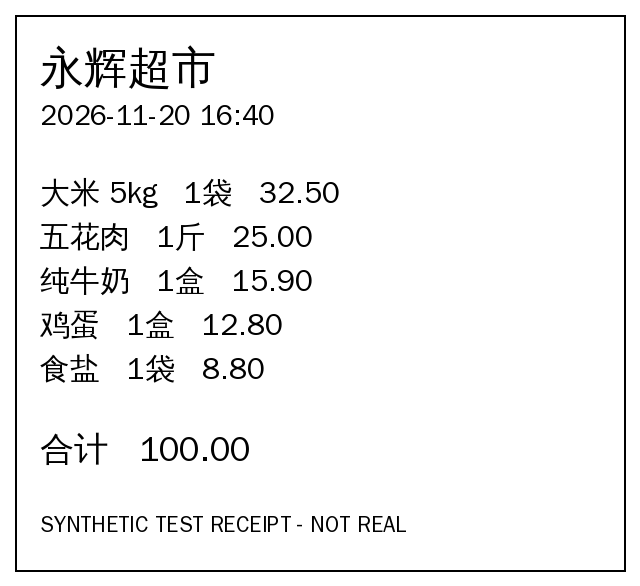 永辉超市
2026-11-20 16:40
大米 5kg 1袋 32.50
五花肉 1斤 25.00
纯牛奶 1盒 15.90
鸡蛋 1盒 12.80
食盐 1袋 8.80
合计 100.00
SYNTHETIC TEST RECEIPT - NOT REAL